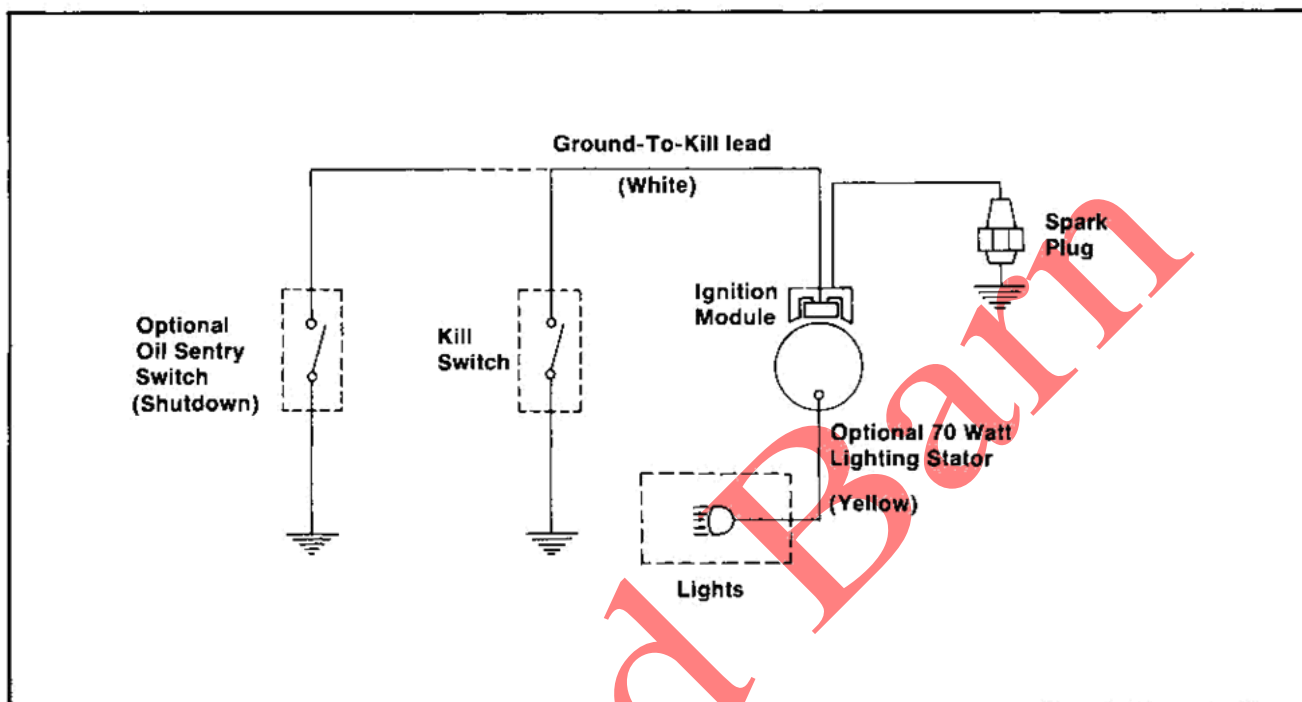 Ground-To-Kill lead
(White)
Spark
Plug
Ignition
Module
Optional
Oil Sentry
Switch
(Shutdown)
Kill
Switch
Optional 70 Watt
Lighting Stator
(Yellow)
Lights
d Barn